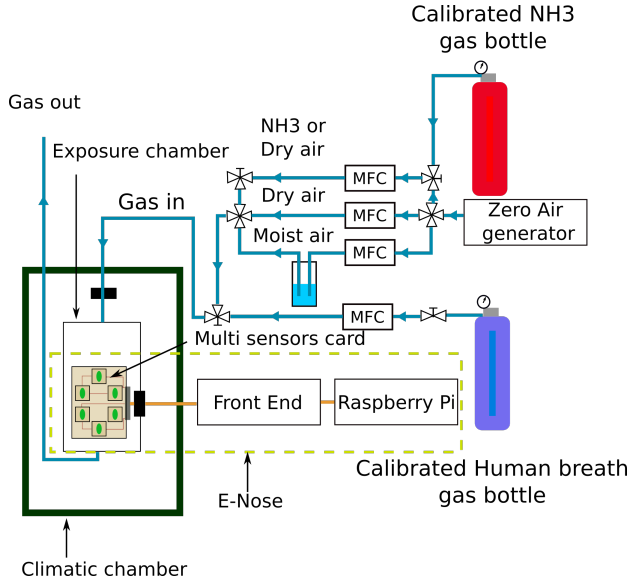 Calibrated NH3
gas bottle
Gas out
NH3 or
Dry air
Exposure chamber
MFC
Dry air
Gas in
MFC
Zero Air
generator
Moist air
MFC
MFC
Multi sensors card
Front End
Raspberry Pi
Calibrated Human breath
gas bottle
E-Nose
Climatic chamber